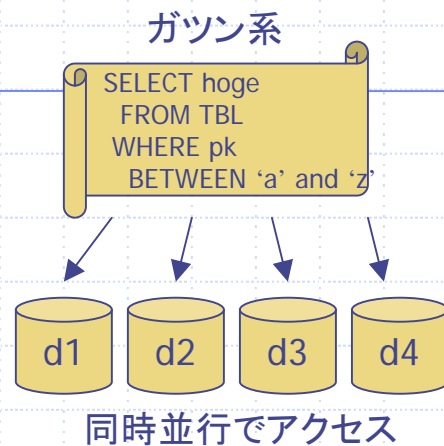 ガツン系
SELECT hoge
FROM TBL
WHERE pk
BETWEEN ‘a’ and ‘z’
d1 d2 d3 d4
同時並行でアクセス